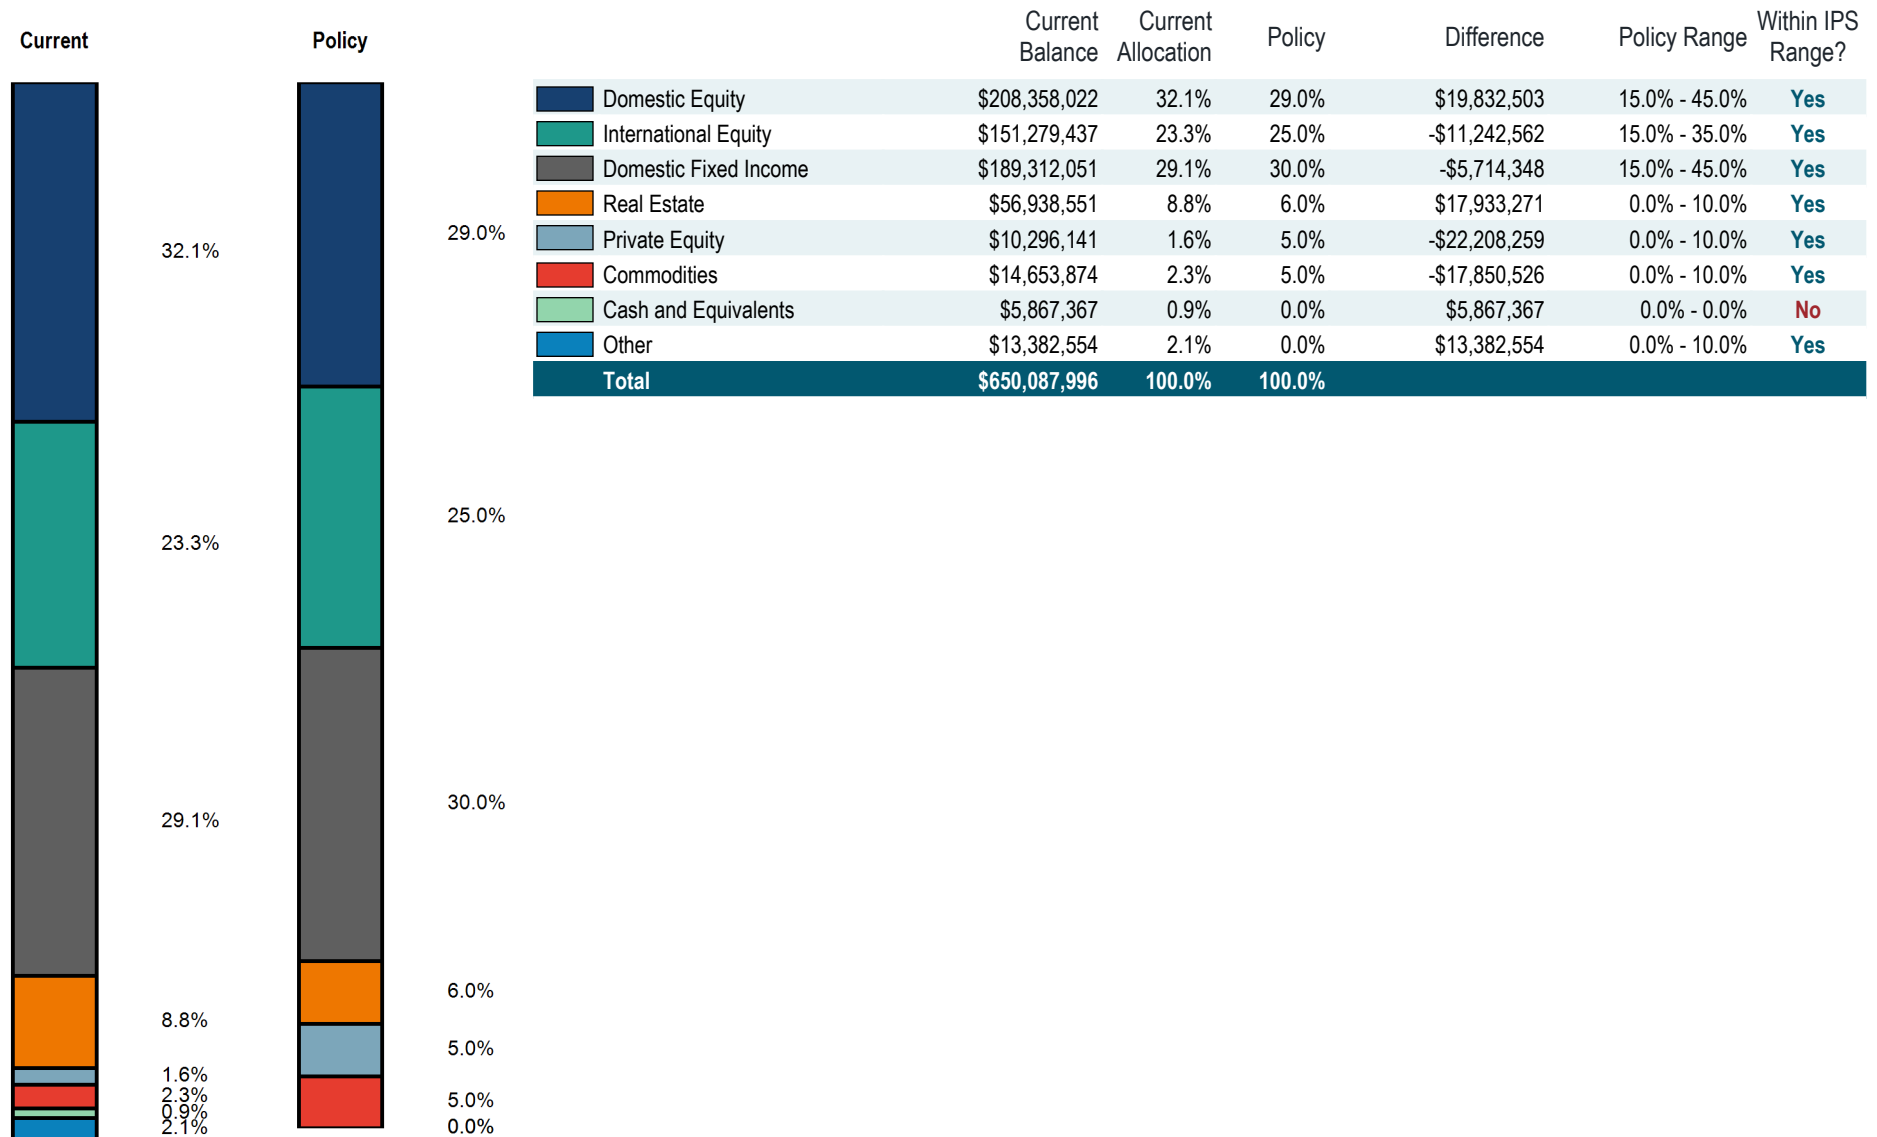 Current
Policy
32.1%
23.3%
29.1%
8.8%
1.6%
2.3%
0.9%
2.1%
29.0%
25.0%
30.0%
6.0%
5.0%
5.0%
0.0%
Current Balance Current Allocation Policy Difference Policy Range Within IPS Range?
Domestic Equity $208,358,022 32.1% 29.0% $19,832,503 15.0% - 45.0% Yes
International Equity $151,279,437 23.3% 25.0% -$11,242,562 15.0% - 35.0% Yes
Domestic Fixed Income $189,312,051 29.1% 30.0% -$5,714,348 15.0% - 45.0% Yes
Real Estate $56,938,551 8.8% 6.0% $17,933,271 0.0% - 10.0% Yes
Private Equity $10,296,141 1.6% 5.0% -$22,208,259 0.0% - 10.0% Yes
Commodities $14,653,874 2.3% 5.0% -$17,850,526 0.0% - 10.0% Yes
Cash and Equivalents $5,867,367 0.9% 0.0% $5,867,367 0.0% - 0.0% No
Other $13,382,554 2.1% 0.0% $13,382,554 0.0% - 10.0% Yes
Total $650,087,996 100.0% 100.0%